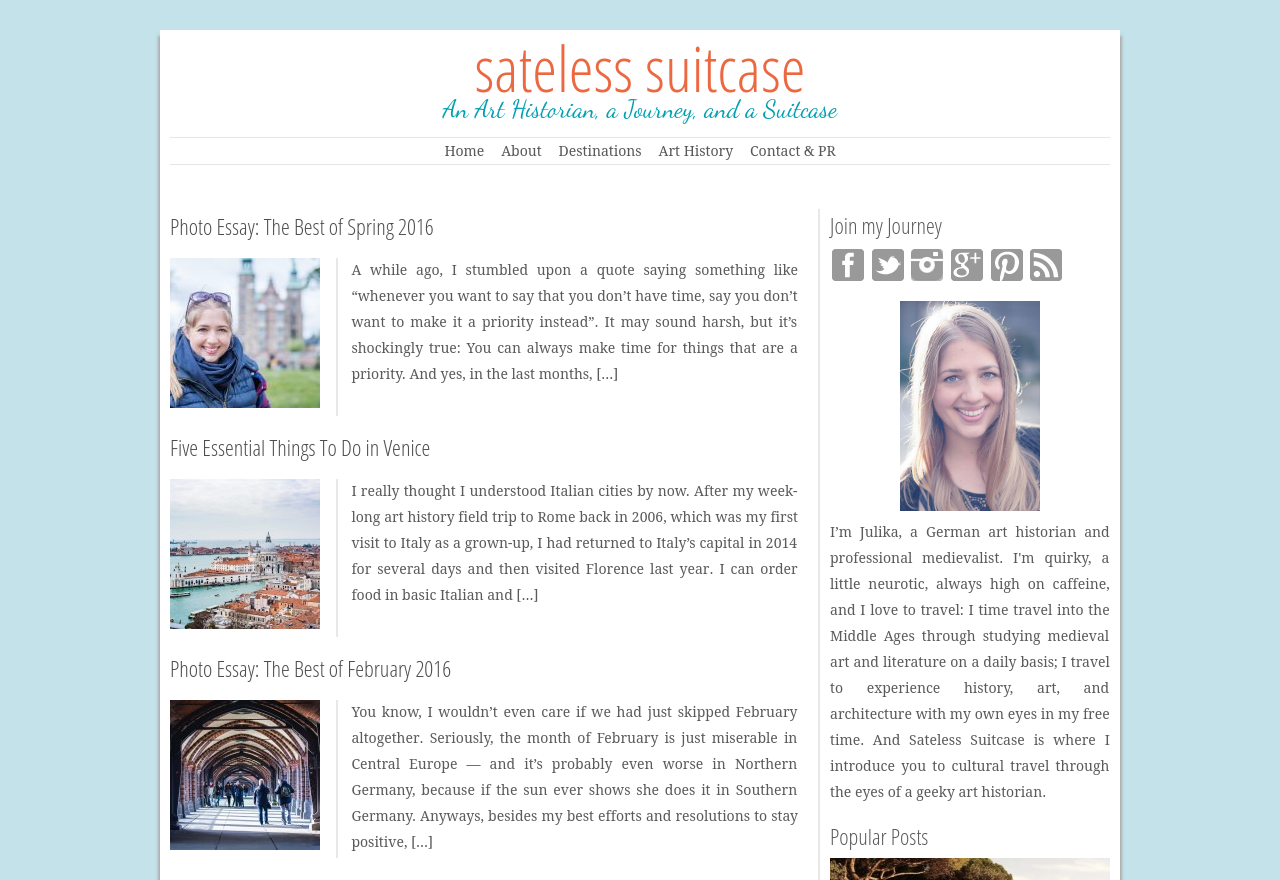 sateless suitcase
An Art Historian, a Journey, and a Suitcase
Home About Destinations Art History Contact & PR
Photo Essay: The Best of Spring 2016
A while ago, I stumbled upon a quote saying something like
“whenever you want to say that you don’t have time, say you don’t
want to make it a priority instead”. It may sound harsh, but it’s
shockingly true: You can always make time for things that are a
priority. And yes, in the last months, […]
Five Essential Things To Do in Venice
I really thought I understood Italian cities by now. After my week-
long art history field trip to Rome back in 2006, which was my first
visit to Italy as a grown-up, I had returned to Italy’s capital in 2014
for several days and then visited Florence last year. I can order
food in basic Italian and […]
Photo Essay: The Best of February 2016
You know, I wouldn’t even care if we had just skipped February
altogether. Seriously, the month of February is just miserable in
Central Europe — and it’s probably even worse in Northern
Germany, because if the sun ever shows she does it in Southern
Germany. Anyways, besides my best efforts and resolutions to stay
positive, […]
Join my Journey
I’m Julika, a German art historian and
professional medievalist. I'm quirky, a
little neurotic, always high on caffeine,
and I love to travel: I time travel into the
Middle Ages through studying medieval
art and literature on a daily basis; I travel
to experience history, art, and
architecture with my own eyes in my free
time. And Sateless Suitcase is where I
introduce you to cultural travel through
the eyes of a geeky art historian.
Popular Posts